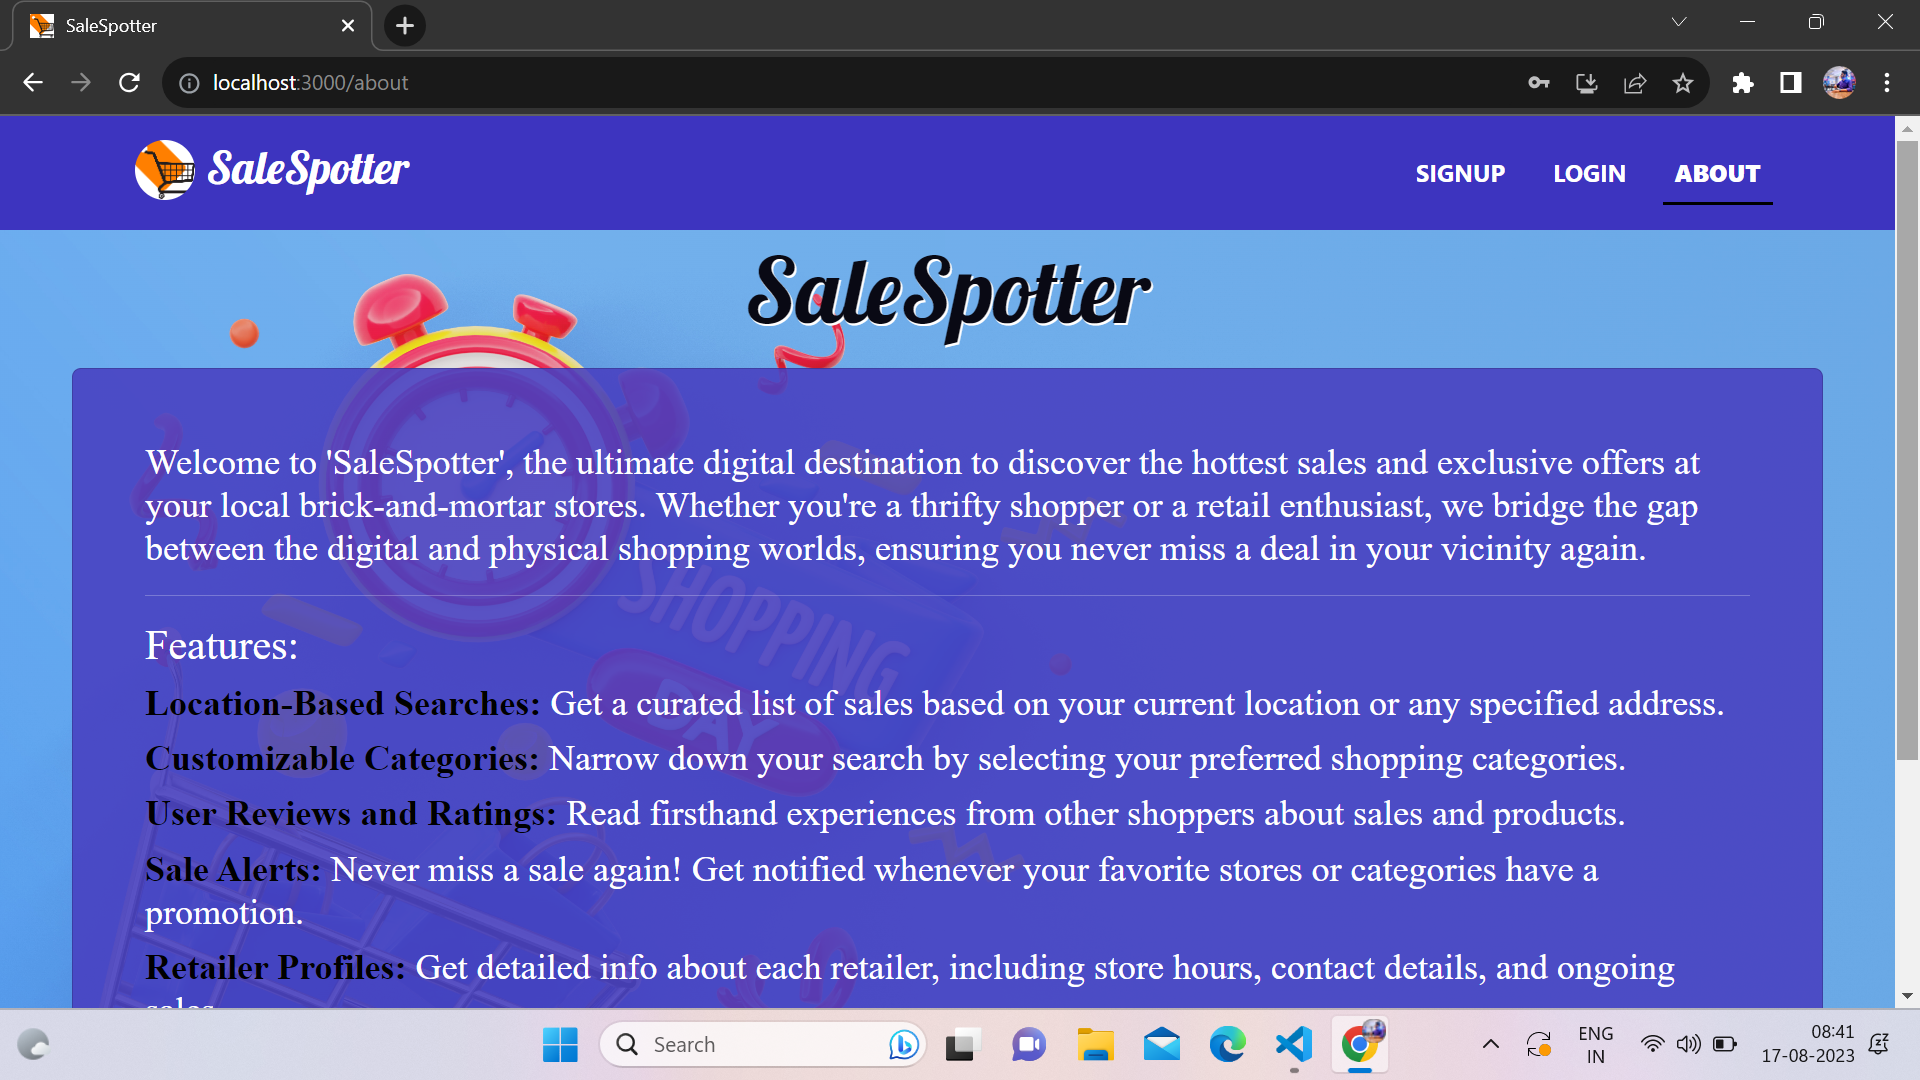 SaleSpotter
localhost:3000/about
SaleSpotter
SIGNUP LOGIN ABOUT
SaleSpotter
Welcome to 'SaleSpotter', the ultimate digital destination to discover the hottest sales and exclusive offers at
your local brick-and-mortar stores. Whether you're a thrifty shopper or a retail enthusiast, we bridge the gap
between the digital and physical shopping worlds, ensuring you never miss a deal in your vicinity again.
SHOPPING
DAY
Features:
Location-Based Searches: Get a curated list of sales based on your current location or any specified address.
Customizable Categories: Narrow down your search by selecting your preferred shopping categories.
User Reviews and Ratings: Read firsthand experiences from other shoppers about sales and products.
Sale Alerts: Never miss a sale again! Get notified whenever your favorite stores or categories have a
promotion.
Retailer Profiles: Get detailed info about each retailer, including store hours, contact details, and ongoing
sales.
Search
ENG
IN
08:41
17-08-2023